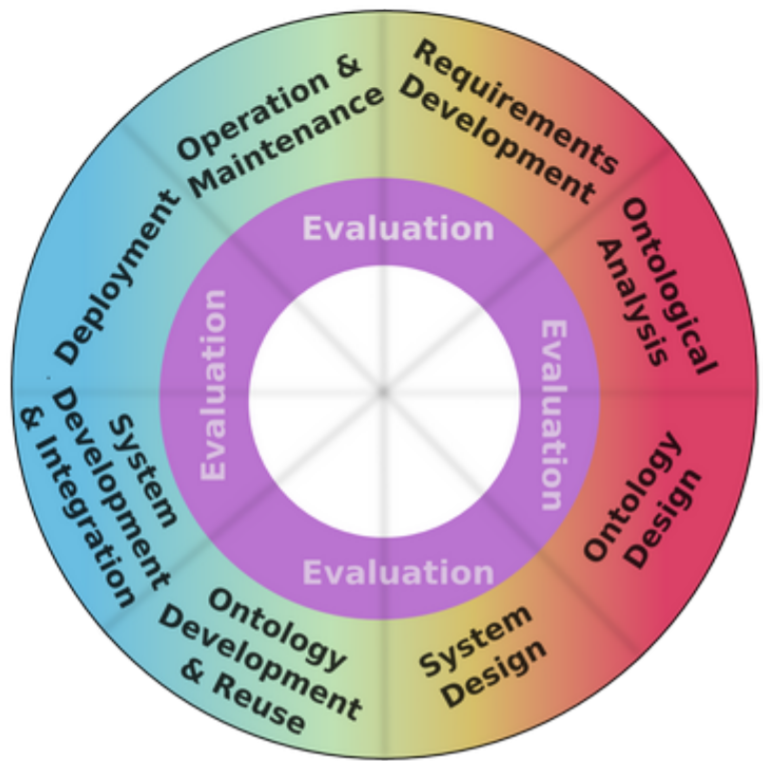 Requirements
Development
Ontological
Analysis
Ontology
Design
System
Design
Ontology
Development
& Reuse
System
Development
& Integration
Deployment
Operation &
Maintenance
Evaluation
Evaluation
Evaluation
Evaluation